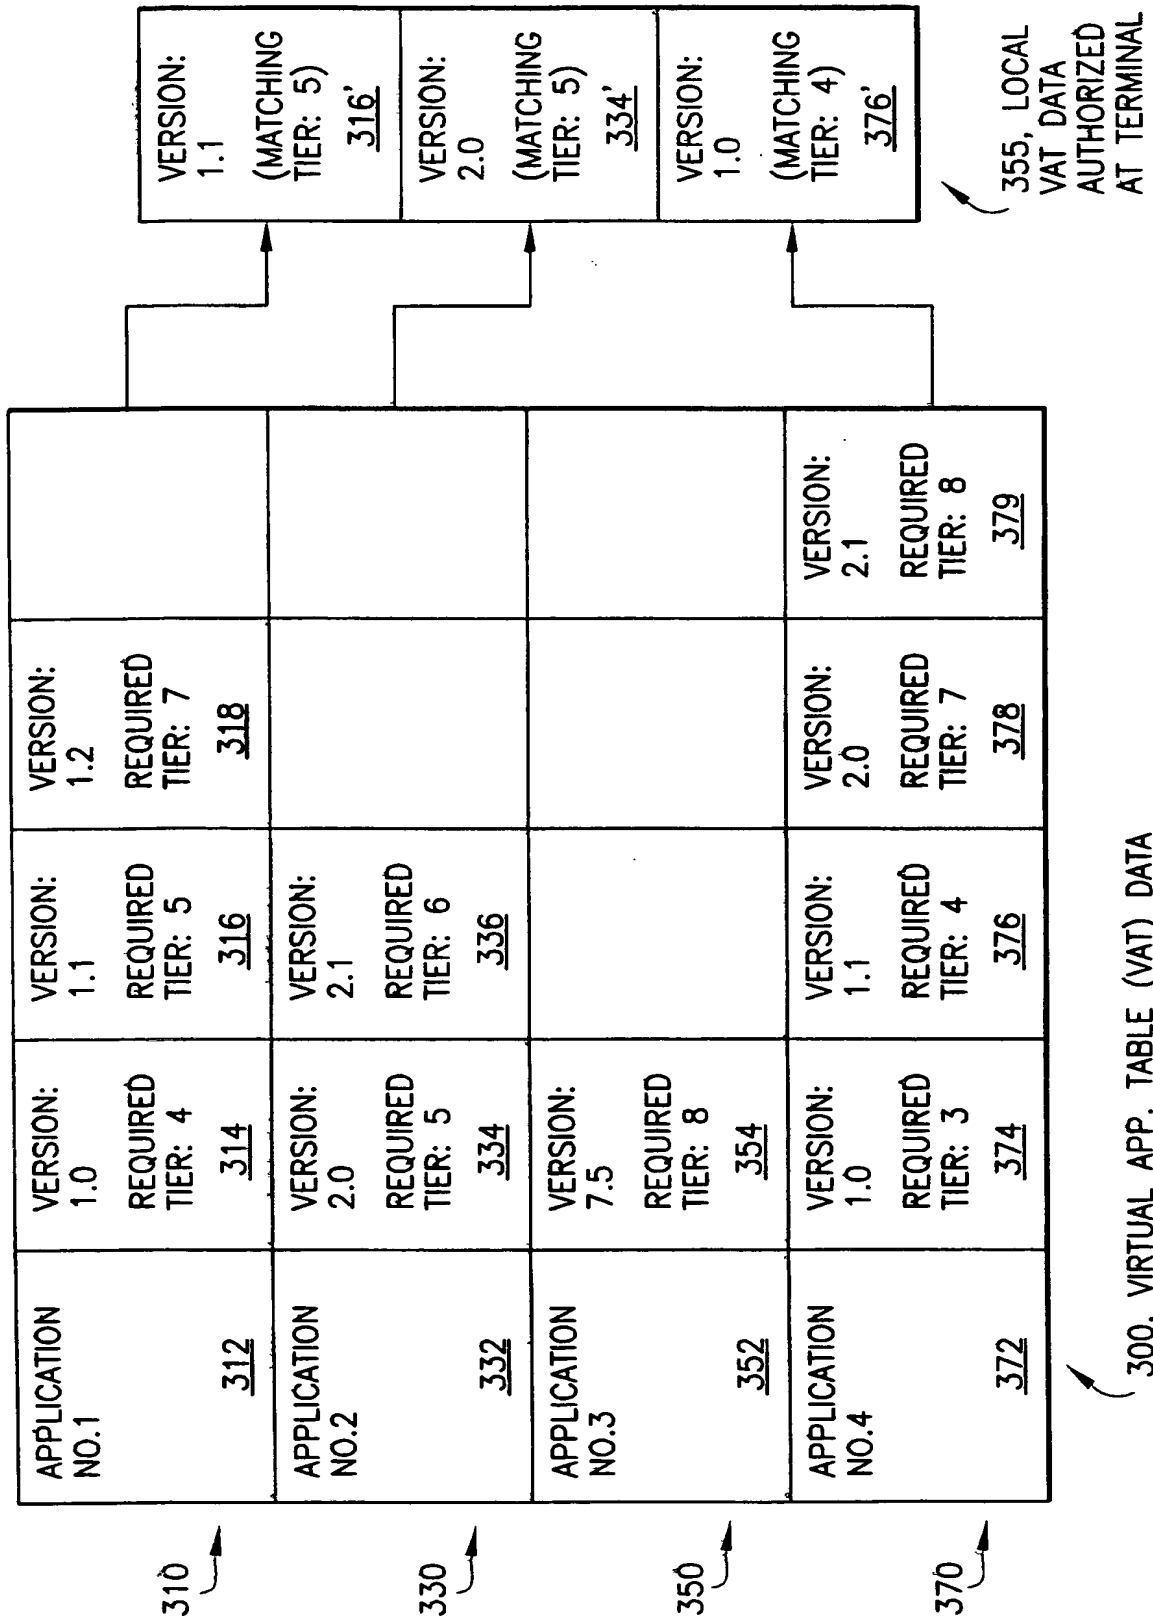 310
APPLICATION
NO.1
312
VERSION:
1.0
REQUIRED
TIER: 4
314
VERSION:
1.1
REQUIRED
TIER: 5
316
VERSION:
1.2
REQUIRED
TIER: 7
318
330
APPLICATION
NO.2
332
VERSION:
2.0
REQUIRED
TIER: 5
334
VERSION:
2.1
REQUIRED
TIER: 6
336
350
APPLICATION
NO.3
352
VERSION:
7.5
REQUIRED
TIER: 8
354
370
APPLICATION
NO.4
372
VERSION:
1.0
REQUIRED
TIER: 3
374
VERSION:
1.1
REQUIRED
TIER: 4
376
VERSION:
2.0
REQUIRED
TIER: 7
378
VERSION:
2.1
REQUIRED
TIER: 8
379
300, VIRTUAL APP. TABLE (VAT) DATA
VERSION:
1.1
(MATCHING
TIER: 5)
316'
VERSION:
2.0
(MATCHING
TIER: 5)
334'
VERSION:
1.0
(MATCHING
TIER: 4)
376'
355, LOCAL
VAT DATA
AUTHORIZED
AT TERMINAL